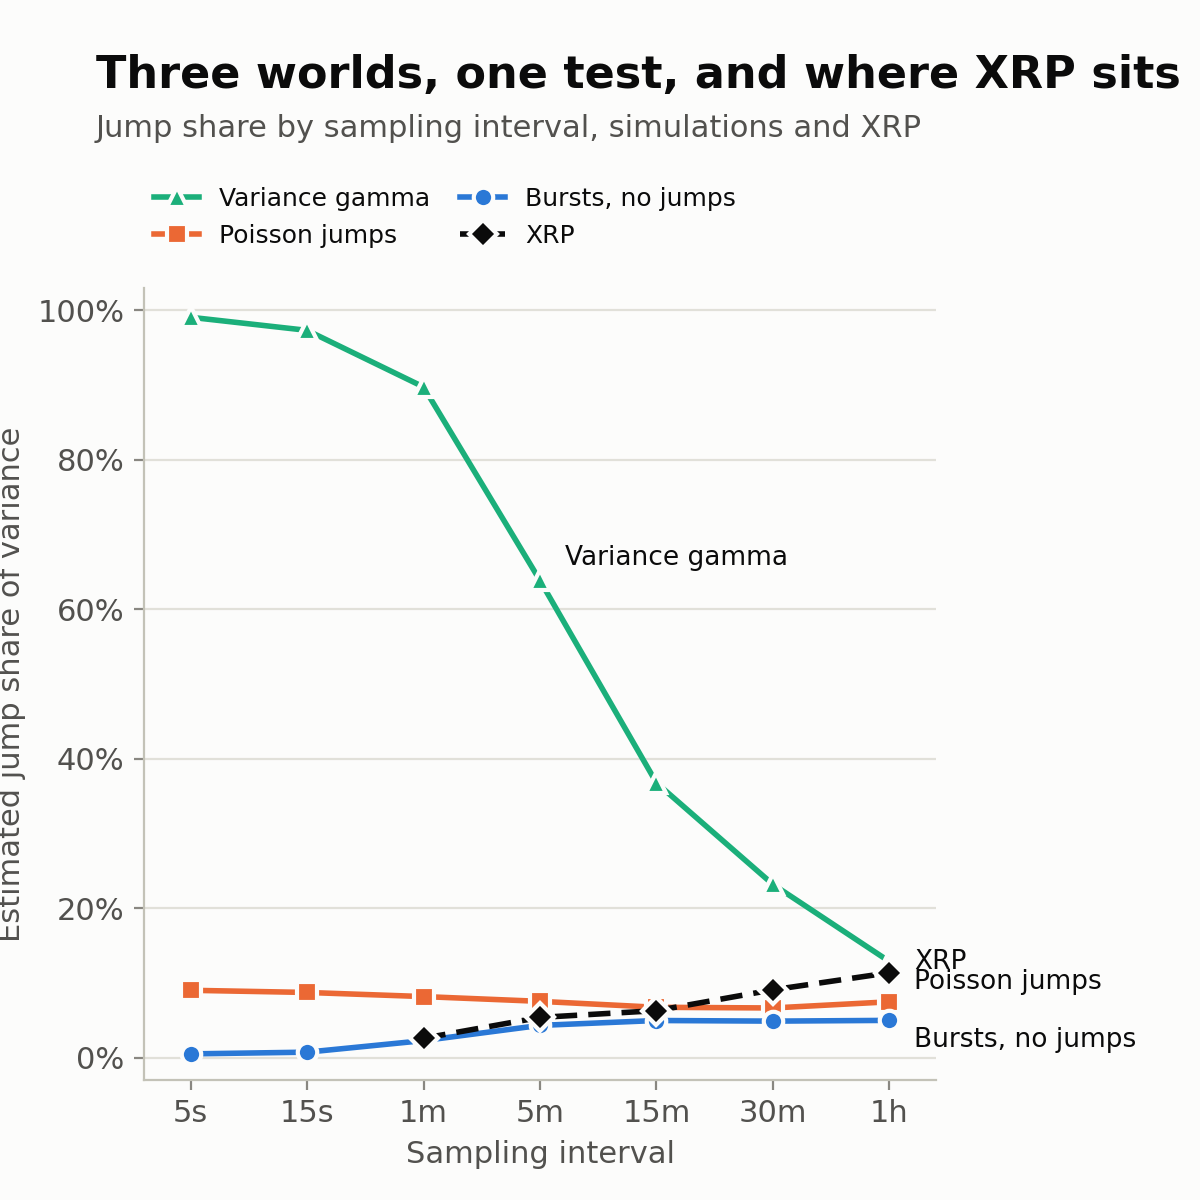 Three worlds, one test, and where XRP sits
Jump share by sampling interval, simulations and XRP
Variance gamma
Bursts, no jumps
Poisson jumps
XRP
Estimated jump share of variance
100%
80%
60%
40%
20%
0%
Variance gamma
XRP
Poisson jumps
Bursts, no jumps
5s
15s
1m
5m
15m
30m
1h
Sampling interval